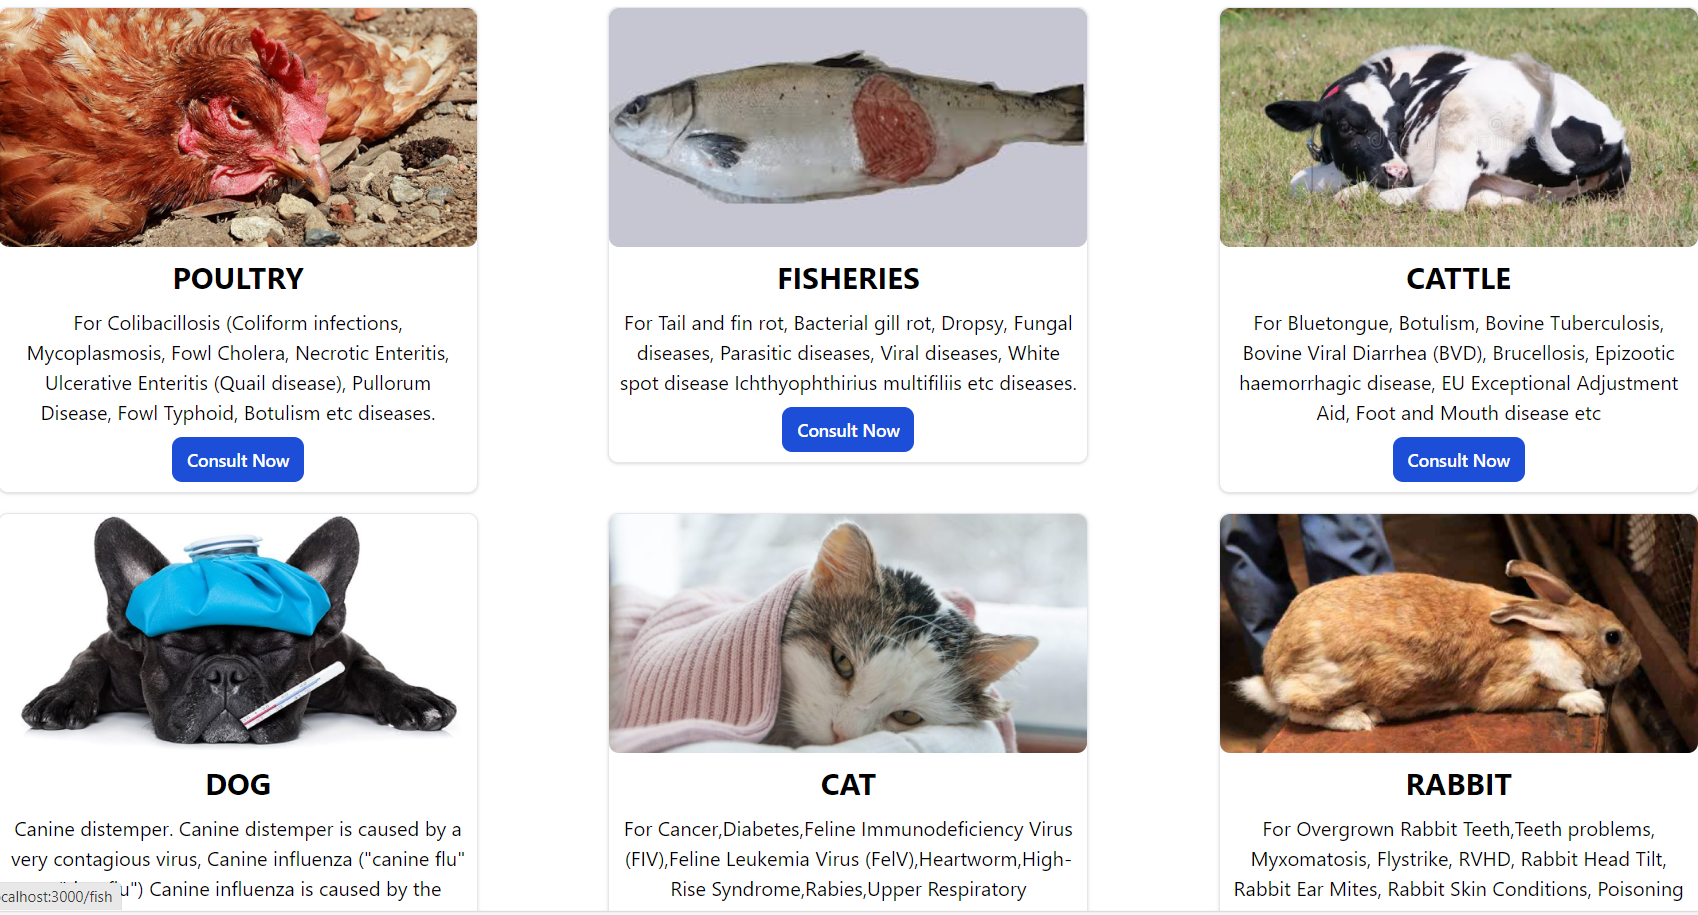 POULTRY
For Colibacillosis (Coliform infections,
Mycoplasmosis, Fowl Cholera, Necrotic Enteritis,
Ulcerative Enteritis (Quail disease), Pullorum
Disease, Fowl Typhoid, Botulism etc diseases.
Consult Now
FISHERIES
For Tail and fin rot, Bacterial gill rot, Dropsy, Fungal
diseases, Parasitic diseases, Viral diseases, White
spot disease Ichthyophthirius multifiliis etc diseases.
Consult Now
CATTLE
For Bluetongue, Botulism, Bovine Tuberculosis,
Bovine Viral Diarrhea (BVD), Brucellosis, Epizootic
haemorrhagic disease, EU Exceptional Adjustment
Aid, Foot and Mouth disease etc
Consult Now
DOG
Canine distemper. Canine distemper is caused by a
very contagious virus, Canine influenza ("canine flu"
flu") Canine influenza is caused by the
CAT
For Cancer,Diabetes,Feline Immunodeficiency Virus
(FIV),Feline Leukemia Virus (FelV),Heartworm,High-
Rise Syndrome,Rabies,Upper Respiratory
RABBIT
For Overgrown Rabbit Teeth,Teeth problems,
Myxomatosis, Flystrike, RVHD, Rabbit Head Tilt,
Rabbit Ear Mites, Rabbit Skin Conditions, Poisoning
calhost:3000/fish